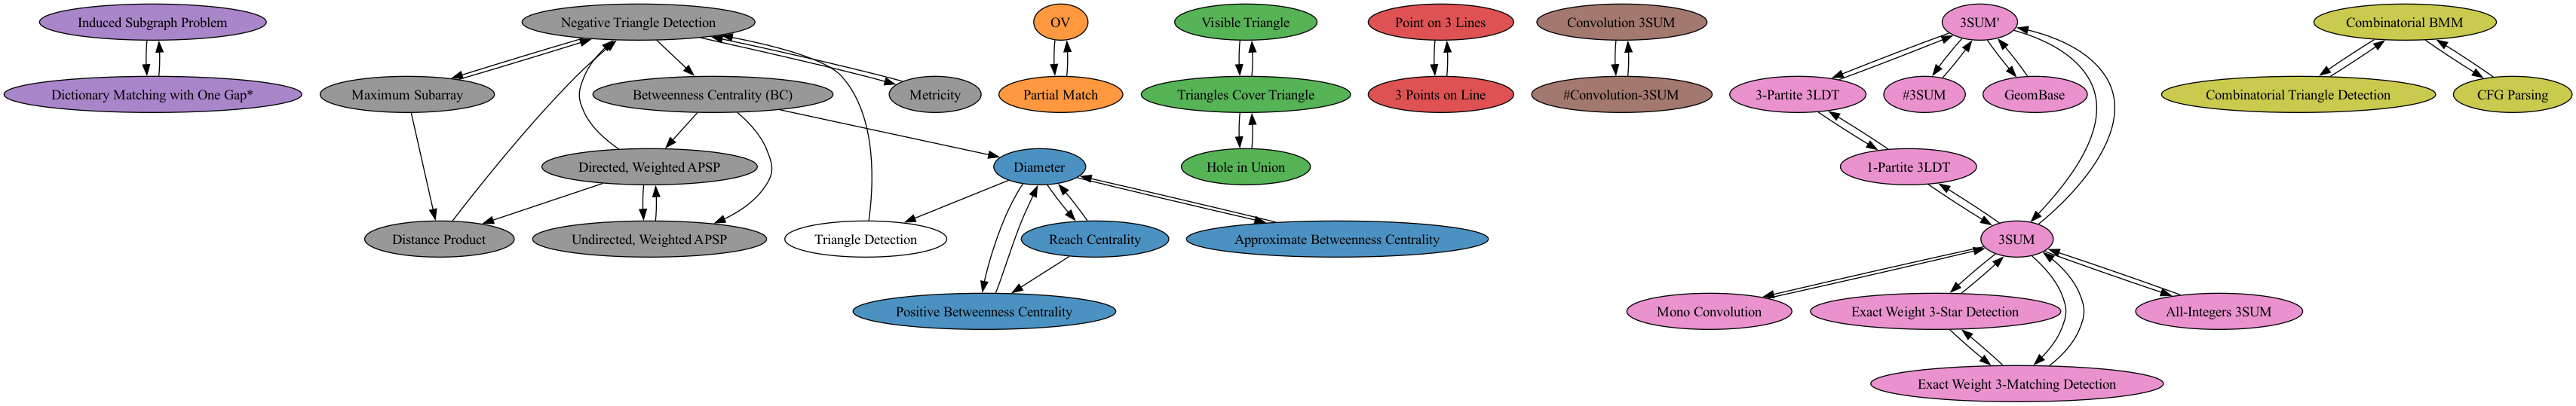 Induced Subgraph Problem
Negative Triangle Detection
OV
Visible Triangle
Point on 3 Lines
Convolution 3SUM
3SUM'
Combinatorial BMM
Dictionary Matching with One Gap*
Maximum Subarray
Betweenness Centrality (BC)
Metricity
Partial Match
Triangles Cover Triangle
3 Points on Line
#Convolution-3SUM
3-Partite 3LDT
#3SUM
GeomBase
Combinatorial Triangle Detection
CFG Parsing
Directed, Weighted APSP
Diameter
Hole in Union
1-Partite 3LDT
Distance Product
Undirected, Weighted APSP
Triangle Detection
Reach Centrality
Approximate Betweenness Centrality
3SUM
Positive Betweenness Centrality
Mono Convolution
Exact Weight 3-Star Detection
All-Integers 3SUM
Exact Weight 3-Matching Detection